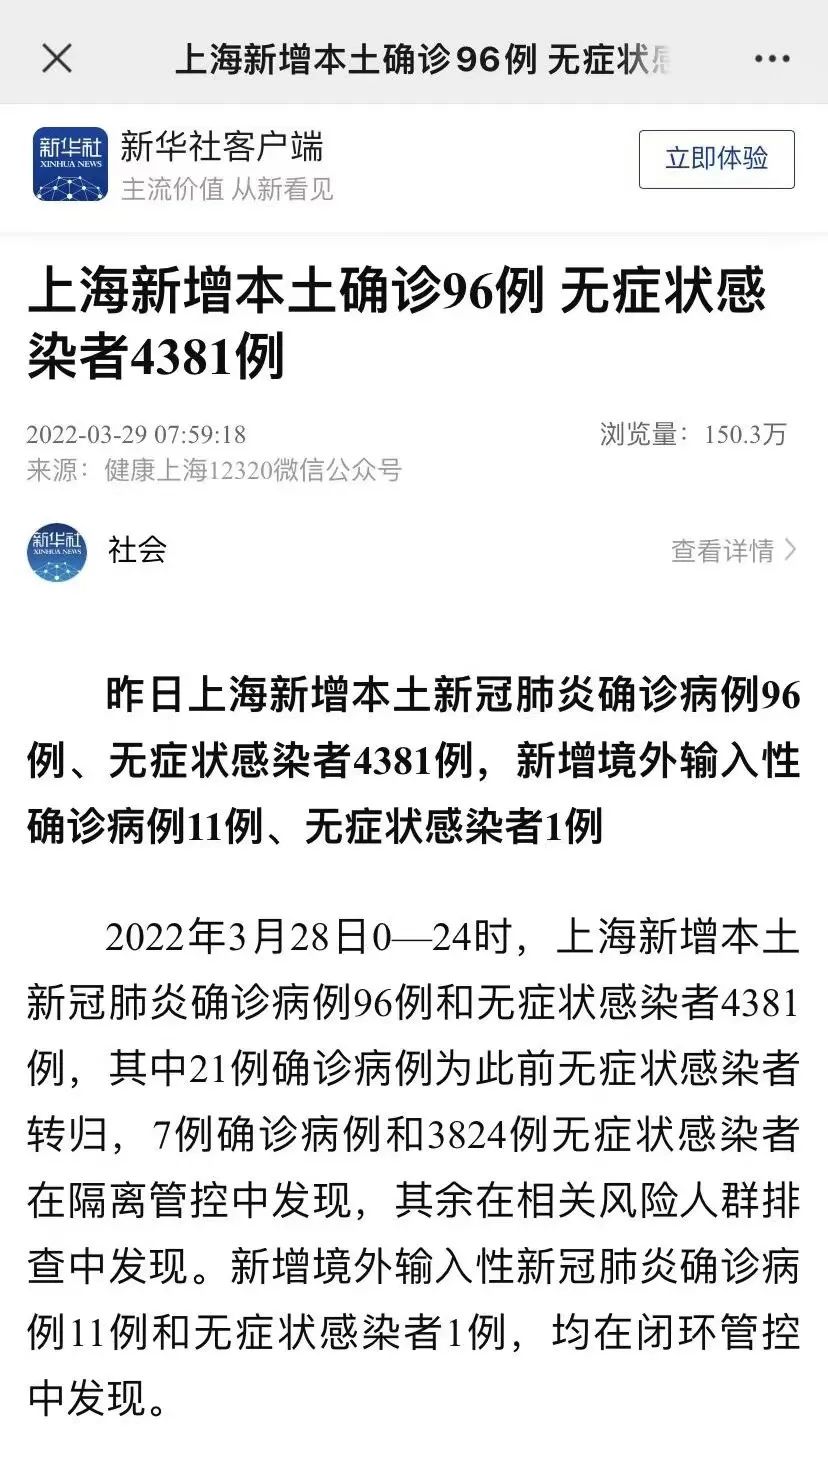 上海新增本土确诊96例 无症状感
新华社
XINHUA NEWS
新华社客户端
主流价值 从新看见
立即体验
上海新增本土确诊96例 无症状感
染者4381例
2022-03-29 07:59:18
浏览量：150.3万
来源：健康上海12320微信公众号
新华社
XINHUA NEWS
社会
查看详情
昨日上海新增本土新冠肺炎确诊病例96
例、无症状感染者4381例，新增境外输入性
确诊病例11例、无症状感染者1例
2022年3月28日0—24时，上海新增本土
新冠肺炎确诊病例96例和无症状感染者4381
例，其中21例确诊病例为此前无症状感染者
转归，7例确诊病例和3824例无症状感染者
在隔离管控中发现，其余在相关风险人群排
查中发现。新增境外输入性新冠肺炎确诊病
例11例和无症状感染者1例，均在闭环管控
中发现。